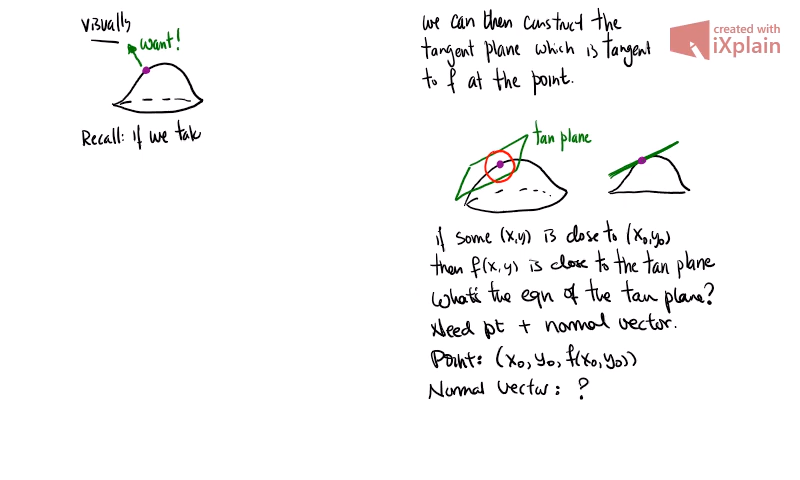 Visually
want!
Recall: if we tak
we can then construct the
tangent plane which is tangent
to f at the point.
tan plane
if some (x,y) is close to (x₀,y₀)
then f(x,y) is close to the tan plane
What's the eqn of the tan plane?
Need pt + normal vector.
Point: (x₀, y₀, f(x₀,y₀))
Normal vector: ?
created with
iXplain